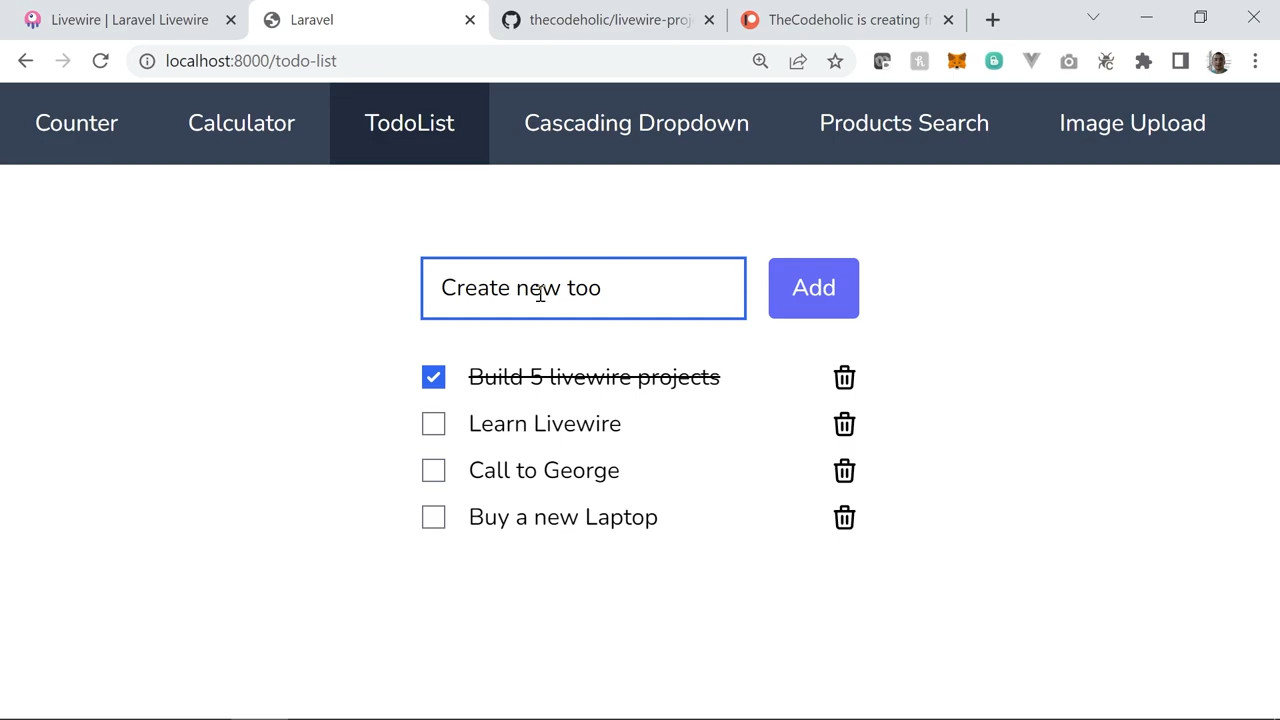 Livewire | Laravel Livewire
Laravel
thecodeholic/livewire-proj
TheCodeholic is creating fr
localhost:8000/todo-list
Counter
Calculator
TodoList
Cascading Dropdown
Products Search
Image Upload
Create new too
Add
Build 5 livewire projects
Learn Livewire
Call to George
Buy a new Laptop